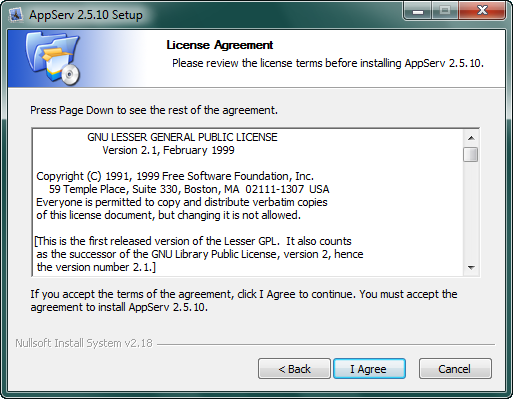 AppServ 2.5.10 Setup
License Agreement
Please review the license terms before installing AppServ 2.5.10.
Press Page Down to see the rest of the agreement.
GNU LESSER GENERAL PUBLIC LICENSE
Version 2.1, February 1999
Copyright (C) 1991, 1999 Free Software Foundation, Inc.
59 Temple Place, Suite 330, Boston, MA  02111-1307  USA
Everyone is permitted to copy and distribute verbatim copies
of this license document, but changing it is not allowed.
[This is the first released version of the Lesser GPL.  It also counts
as the successor of the GNU Library Public License, version 2, hence
the version number 2.1.]
If you accept the terms of the agreement, click I Agree to continue. You must accept the
agreement to install AppServ 2.5.10.
Nullsoft Install System v2.18
< Back
I Agree
Cancel